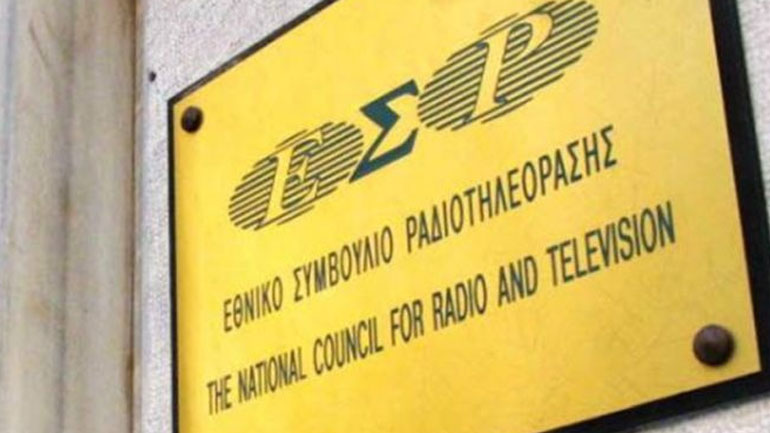 ΕΣΡ
ΕΘΝΙΚΟ ΣΥΜΒΟΥΛΙΟ ΡΑΔΙΟΤΗΛΕΟΡΑΣΗΣ
THE NATIONAL COUNCIL FOR RADIO AND TELEVISION